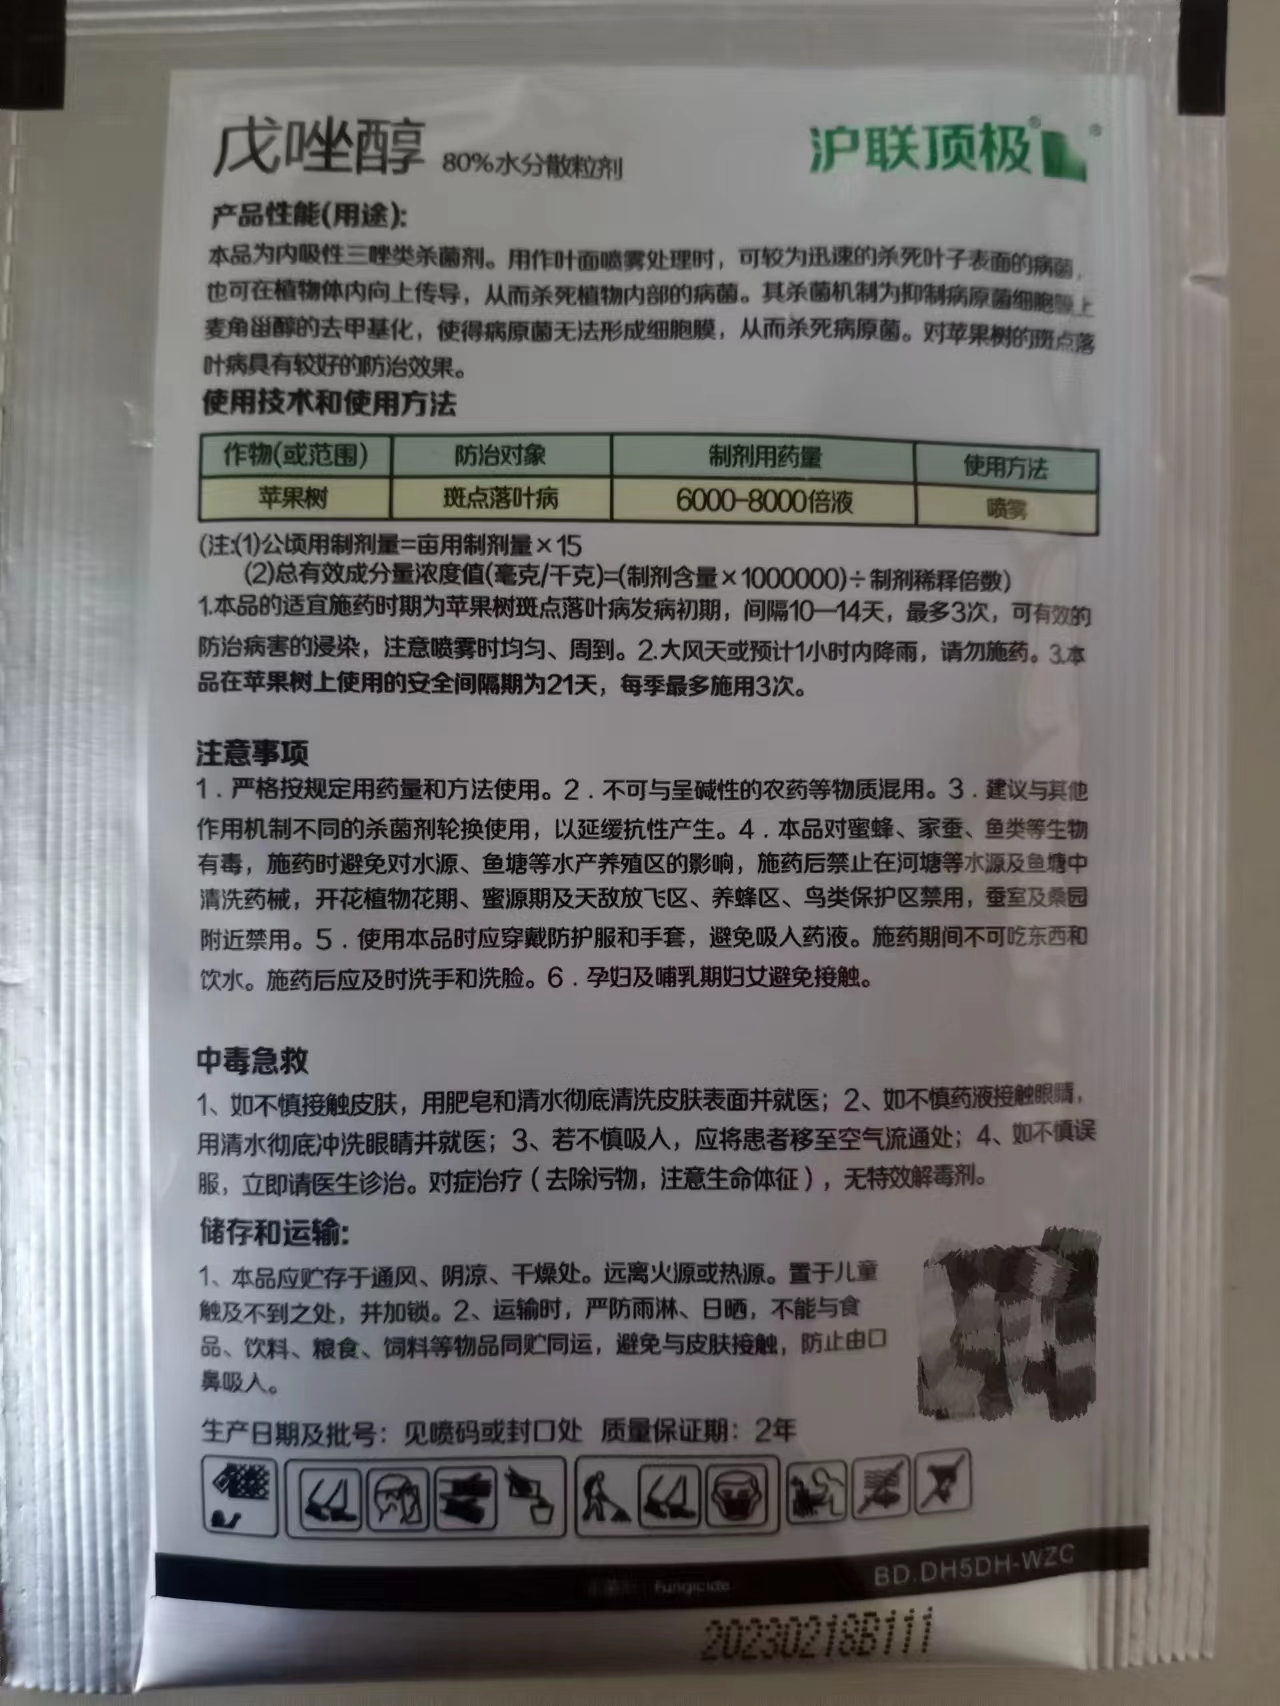 戊唑醇 80%水分散粒剂 沪联顶极® ®
产品性能(用途):
本品为内吸性三唑类杀菌剂。用作叶面喷雾处理时，可较为迅速的杀死叶子表面的病菌，
也可在植物体内向上传导，从而杀死植物内部的病菌。其杀菌机制为抑制病原菌细胞膜上
麦角甾醇的去甲基化，使得病原菌无法形成细胞膜，从而杀死病原菌。对苹果树的斑点落
叶病具有较好的防治效果。
使用技术和使用方法
作物(或范围) 防治对象 制剂用药量 使用方法
苹果树 斑点落叶病 6000-8000倍液 喷雾
(注:(1)公顷用制剂量=亩用制剂量×15
(2)总有效成分量浓度值(毫克/千克)=(制剂含量×1000000)÷制剂稀释倍数)
1.本品的适宜施药时期为苹果树斑点落叶病发病初期，间隔10—14天，最多3次，可有效的
防治病害的浸染，注意喷雾时均匀、周到。2.大风天或预计1小时内降雨，请勿施药。3.本
品在苹果树上使用的安全间隔期为21天，每季最多施用3次。
注意事项
1．严格按规定用药量和方法使用。2．不可与呈碱性的农药等物质混用。3．建议与其他
作用机制不同的杀菌剂轮换使用，以延缓抗性产生。4．本品对蜜蜂、家蚕、鱼类等生物
有毒，施药时避免对水源、鱼塘等水产养殖区的影响，施药后禁止在河塘等水源及鱼塘中
清洗药械，开花植物花期、蜜源期及天敌放飞区、养蜂区、鸟类保护区禁用，蚕室及桑园
附近禁用。5．使用本品时应穿戴防护服和手套，避免吸入药液。施药期间不可吃东西和
饮水。施药后应及时洗手和洗脸。6．孕妇及哺乳期妇女避免接触。
中毒急救
1、如不慎接触皮肤，用肥皂和清水彻底清洗皮肤表面并就医；2、如不慎药液接触眼睛，
用清水彻底冲洗眼睛并就医；3、若不慎吸入，应将患者移至空气流通处；4、如不慎误
服，立即请医生诊治。对症治疗（去除污物，注意生命体征），无特效解毒剂。
储存和运输:
1、本品应贮存于通风、阴凉、干燥处。远离火源或热源。置于儿童
触及不到之处，并加锁。2、运输时，严防雨淋、日晒，不能与食
品、饮料、粮食、饲料等物品同贮同运，避免与皮肤接触，防止由口
鼻吸入。
生产日期及批号：见喷码或封口处 质量保证期：2年
Fungicide BD.DH5DH-WZC
20230218B111